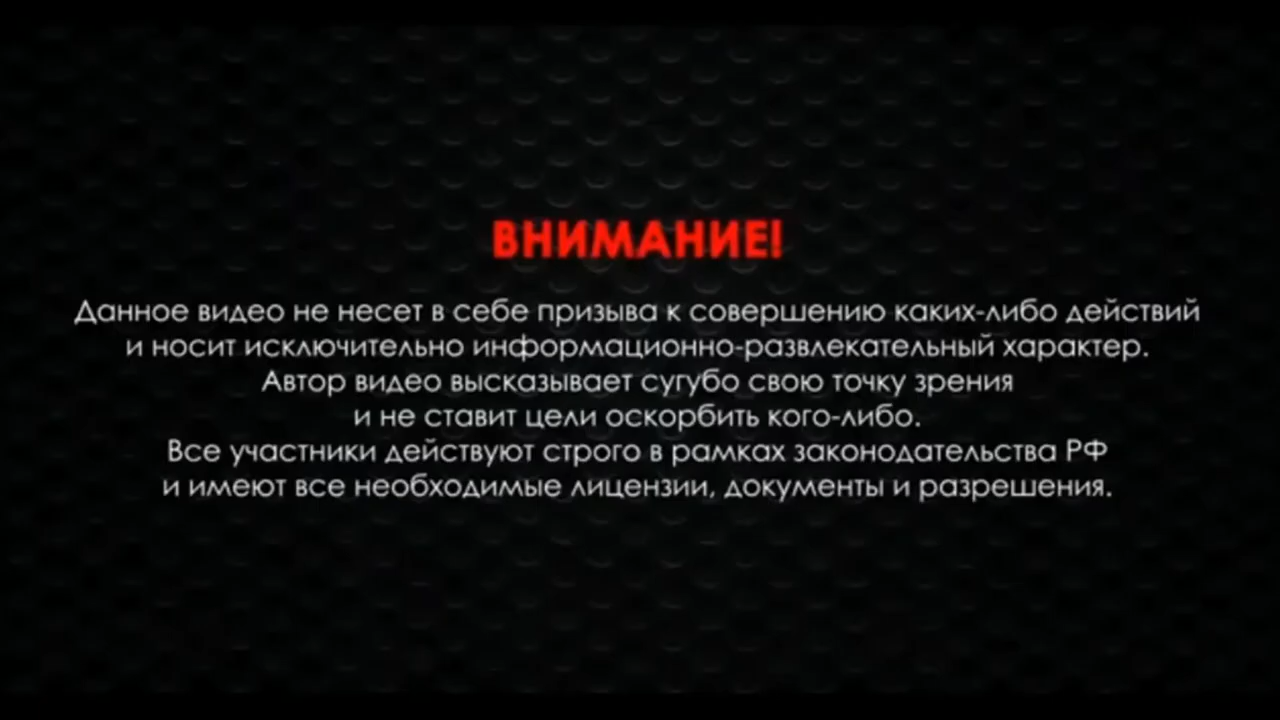 ВНИМАНИЕ!
Данное видео не несет в себе призыва к совершению каких-либо действий
и носит исключительно информационно-развлекательный характер.
Автор видео высказывает сугубо свою точку зрения
и не ставит цели оскорбить кого-либо.
Все участники действуют строго в рамках законодательства РФ
и имеют все необходимые лицензии, документы и разрешения.